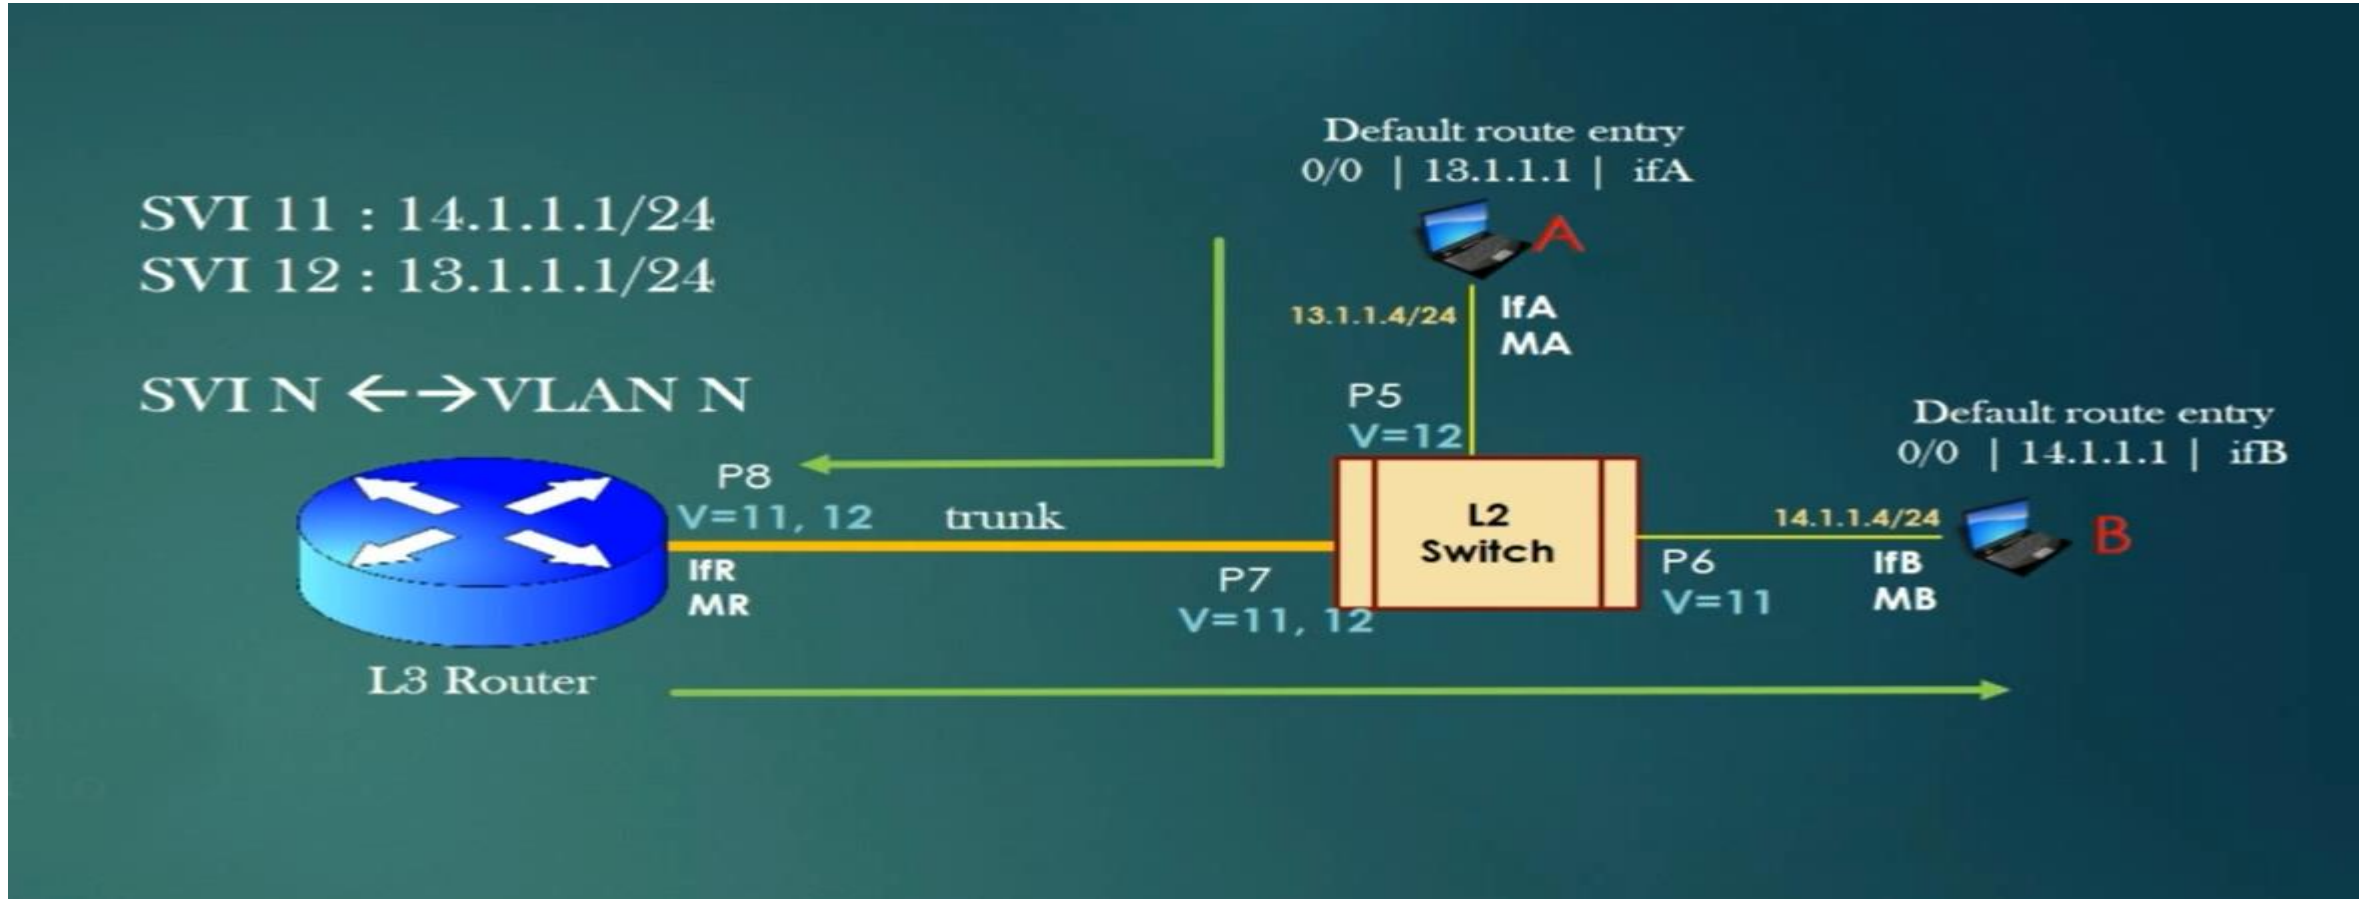 SVI 11 : 14.1.1.1/24
SVI 12 : 13.1.1.1/24
SVI N ←→VLAN N
Default route entry
0/0 | 13.1.1.1 | ifA
A
13.1.1.4/24
IfA
MA
P5
V=12
Default route entry
0/0 | 14.1.1.1 | ifB
B
14.1.1.4/24
IfB
MB
P6
V=11
L2
Switch
P8
V=11, 12
trunk
IfR
MR
P7
V=11, 12
L3 Router